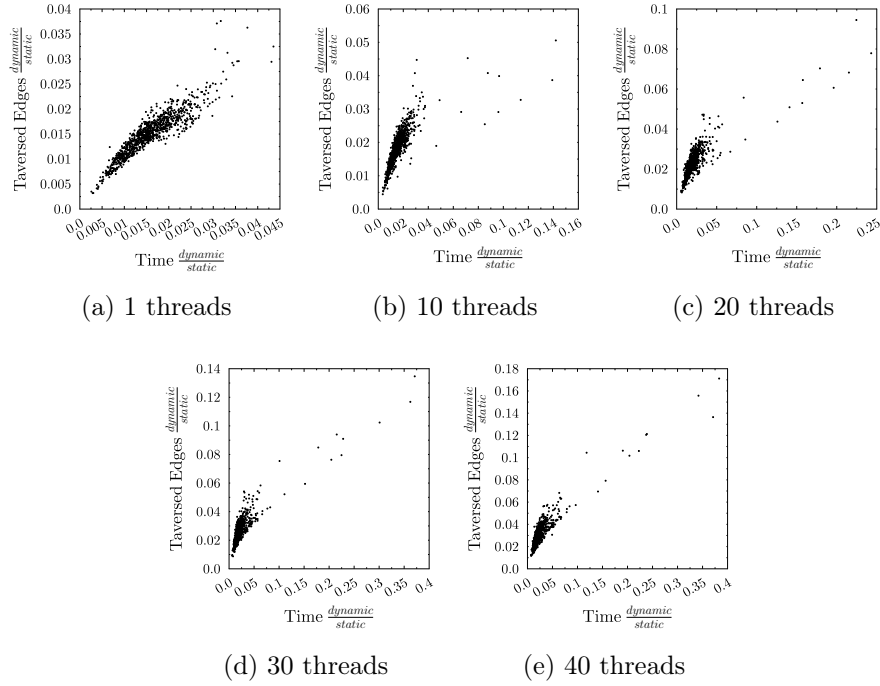 0.04
0.035
0.03
0.025
0.02
0.015
0.01
0.005
0.0
Taversed Edges dynamic/static
0.0 0.005 0.01 0.015 0.02 0.025 0.03 0.035 0.04 0.045
Time dynamic/static
(a) 1 threads
0.06
0.05
0.04
0.03
0.02
0.01
0.0
Taversed Edges dynamic/static
0.0 0.02 0.04 0.06 0.08 0.1 0.12 0.14 0.16
Time dynamic/static
(b) 10 threads
0.1
0.08
0.06
0.04
0.02
0.0
Taversed Edges dynamic/static
0.0 0.05 0.1 0.15 0.2 0.25
Time dynamic/static
(c) 20 threads
0.14
0.12
0.1
0.08
0.06
0.04
0.02
0.0
Taversed Edges dynamic/static
0.0 0.05 0.1 0.15 0.2 0.25 0.3 0.35 0.4
Time dynamic/static
(d) 30 threads
0.18
0.16
0.14
0.12
0.1
0.08
0.06
0.04
0.02
0.0
Taversed Edges dynamic/static
0.0 0.05 0.1 0.15 0.2 0.25 0.3 0.35 0.4
Time dynamic/static
(e) 40 threads